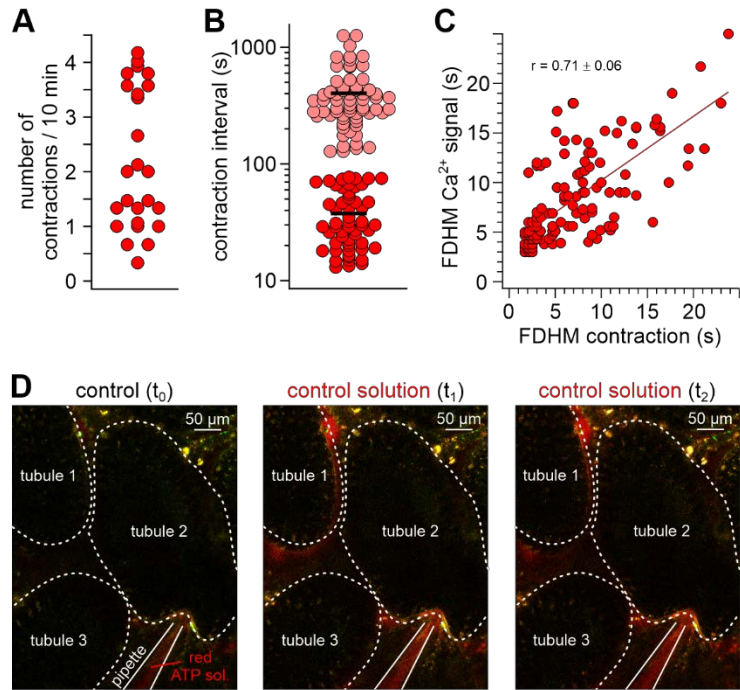 A
number of
contractions / 10 min
4
3
2
1
0
B
contraction interval (s)
1000
100
10
C
FDHM Ca2+ signal (s)
r = 0.71 ± 0.06
20
15
10
5
0
0
5
10
15
20
FDHM contraction (s)
D
control (t0)
50 µm
tubule 1
tubule 2
tubule 3
pipette
red
ATP sol.
control solution (t1)
50 µm
tubule 1
tubule 2
tubule 3
control solution (t2)
50 µm
tubule 1
tubule 2
tubule 3